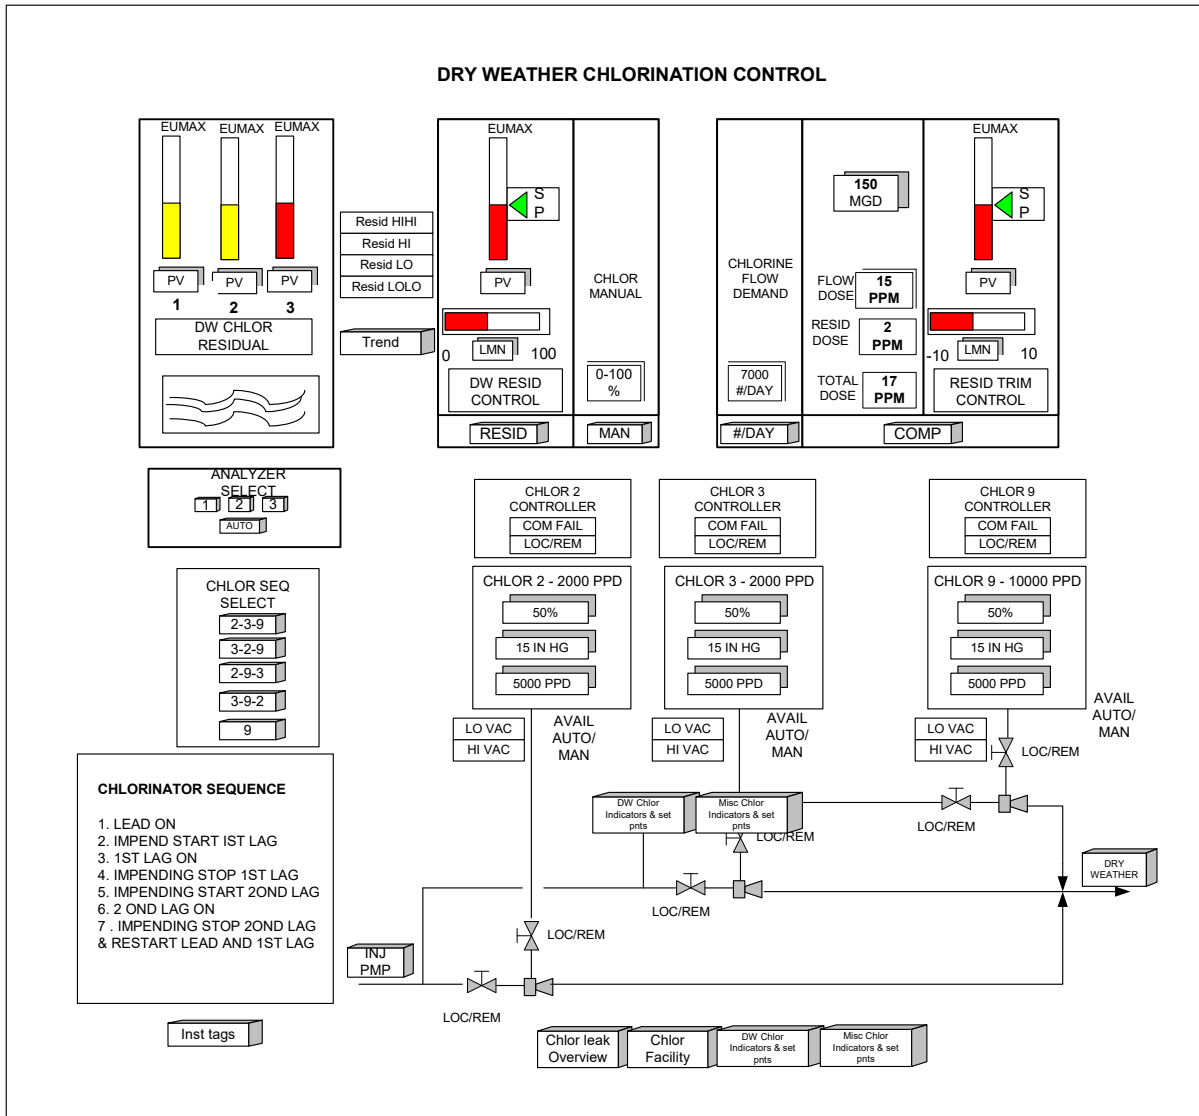 DRY WEATHER CHLORINATION CONTROL
EUMAX
EUMAX
EUMAX
PV
PV
PV
1
2
3
DW CHLOR
RESIDUAL
Resid HIHI
Resid HI
Resid LO
Resid LOLO
Trend
EUMAX
S
P
PV
0
LMN
100
DW RESID
CONTROL
RESID
CHLOR
MANUAL
0-100
%
MAN
CHLORINE
FLOW
DEMAND
7000
#/DAY
#/DAY
150
MGD
FLOW
DOSE
15
PPM
RESID
DOSE
2
PPM
TOTAL
DOSE
17
PPM
COMP
EUMAX
S
P
PV
-10
LMN
10
RESID TRIM
CONTROL
ANALYZER
SELECT
1
2
3
AUTO
CHLOR SEQ
SELECT
2-3-9
3-2-9
2-9-3
3-9-2
9
CHLOR 2
CONTROLLER
COM FAIL
LOC/REM
CHLOR 3
CONTROLLER
COM FAIL
LOC/REM
CHLOR 9
CONTROLLER
COM FAIL
LOC/REM
CHLOR 2 - 2000 PPD
50%
15 IN HG
5000 PPD
CHLOR 3 - 2000 PPD
50%
15 IN HG
5000 PPD
CHLOR 9 - 10000 PPD
50%
15 IN HG
5000 PPD
LO VAC
HI VAC
AVAIL
AUTO/
MAN
LO VAC
HI VAC
AVAIL
AUTO/
MAN
LO VAC
HI VAC
LOC/REM
AVAIL
AUTO/
MAN
CHLORINATOR SEQUENCE
1. LEAD ON
2. IMPEND START IST LAG
3. 1ST LAG ON
4. IMPENDING STOP 1ST LAG
5. IMPENDING START 2OND LAG
6. 2 OND LAG ON
7 . IMPENDING STOP 2OND LAG
& RESTART LEAD AND 1ST LAG
DW Chlor
Indicators & set
pnts
Misc Chlor
Indicators & set
pnts
LOC/REM
LOC/REM
DRY
WEATHER
LOC/REM
LOC/REM
INJ
PMP
LOC/REM
Inst tags
Chlor leak
Overview
Chlor
Facility
DW Chlor
Indicators & set
pnts
Misc Chlor
Indicators & set
pnts